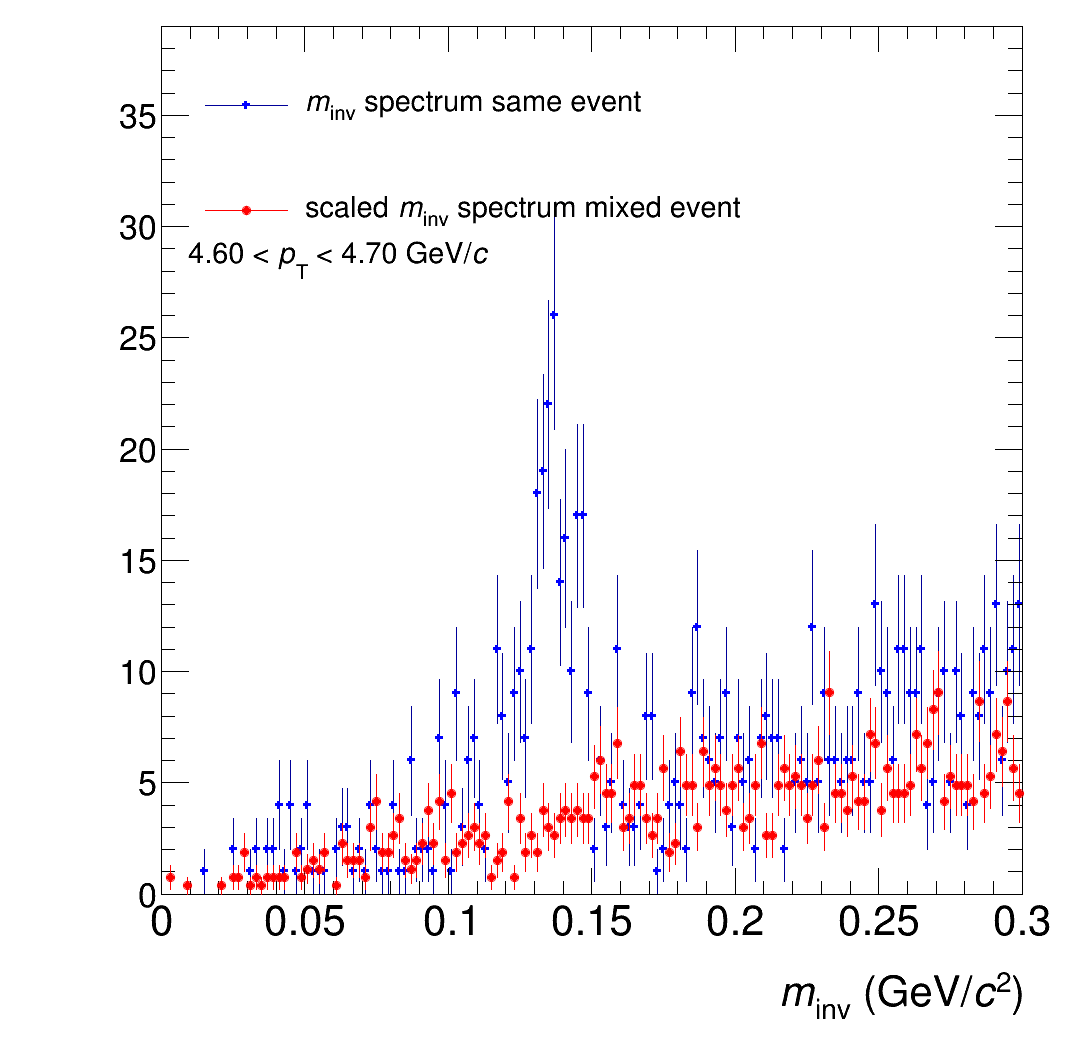 35
30
25
20
15
10
5
0
m_inv spectrum same event
scaled m_inv spectrum mixed event
4.60 < p_T < 4.70 GeV/c
0 0.05 0.1 0.15 0.2 0.25 0.3
m_inv (GeV/c²)